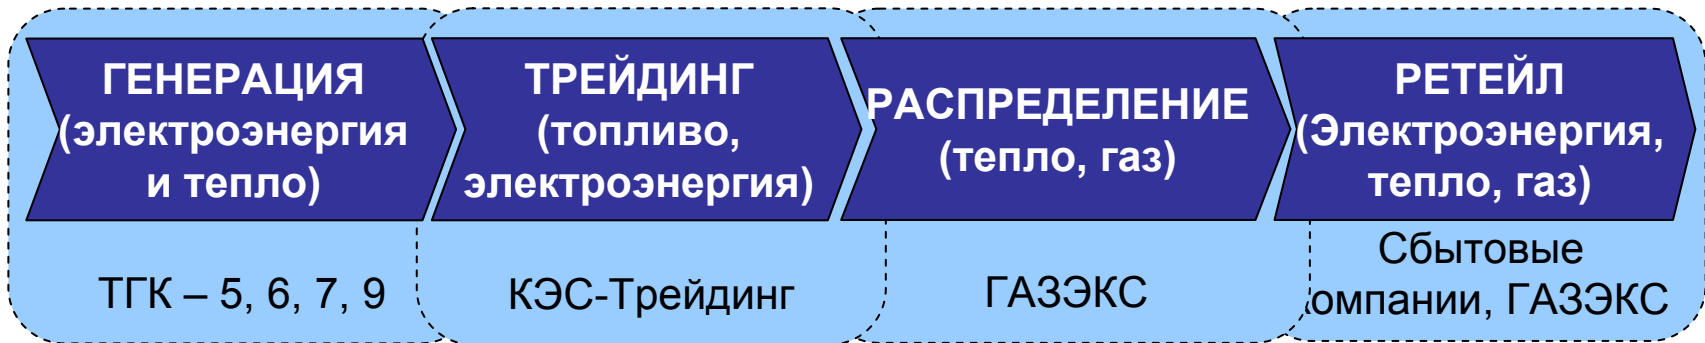 ГЕНЕРАЦИЯ
(электроэнергия
и тепло)
ТГК – 5, 6, 7, 9
ТРЕЙДИНГ
(топливо,
электроэнергия)
КЭС-Трейдинг
РАСПРЕДЕЛЕНИЕ
(тепло, газ)
ГАЗЭКС
РЕТЕЙЛ
(Электроэнергия,
тепло, газ)
Сбытовые
омпании, ГАЗЭКС